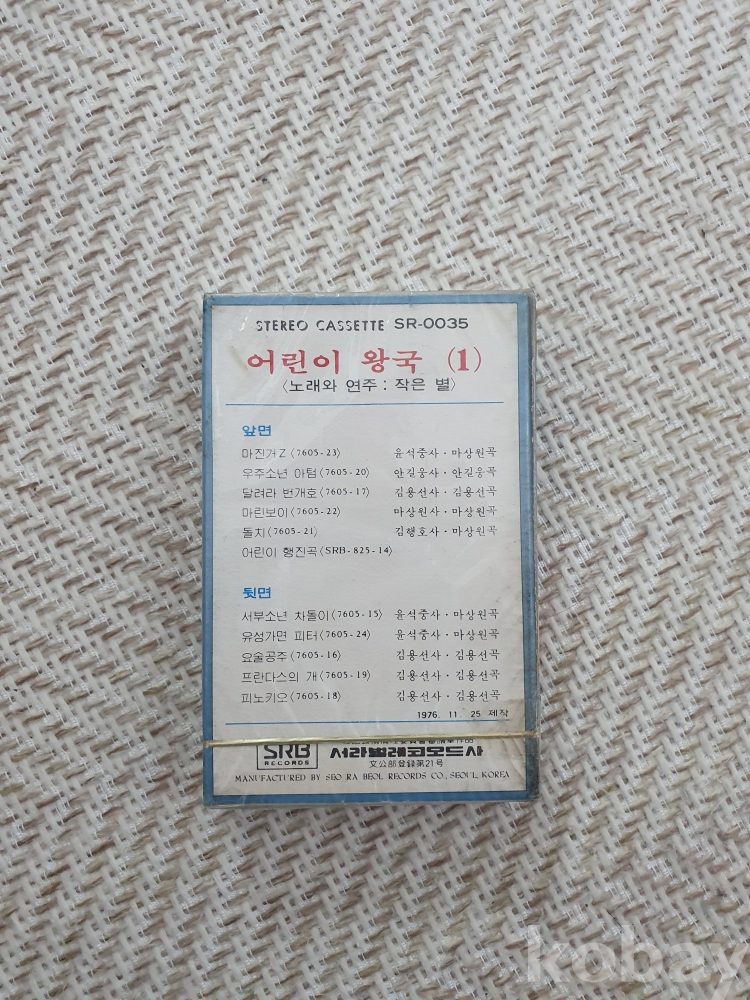 STEREO CASSETTE SR-0035
어린이 왕국 (1)
〈노래와 연주 : 작은 별〉
앞면
마진거Z〈7605-23〉 윤석중사·마상원곡
우주소년 아텀〈7605-20〉 안길웅사·안길웅곡
달려라 번개호〈7605-17〉 김용선사·김용선곡
마린보이〈7605-22〉 마상원사·마상원곡
돌치〈7605-21〉 김행호사·마상원곡
어린이 행진곡〈SRB-825-14〉
뒷면
서부소년 차돌이〈7605-15〉 윤석중사·마상원곡
유성가면 피터〈7605-24〉 윤석중사·마상원곡
요술공주〈7605-16〉 김용선사·김용선곡
프란다스의 개〈7605-19〉 김용선사·김용선곡
피노키오〈7605-18〉 김용선사·김용선곡
1976. 11. 25 제작
SRB RECORDS 서라벌레코오드사
文公部登録第21号
MANUFACTURED BY SEO RA BEOL RECORDS CO., SEOUL, KOREA
kobay